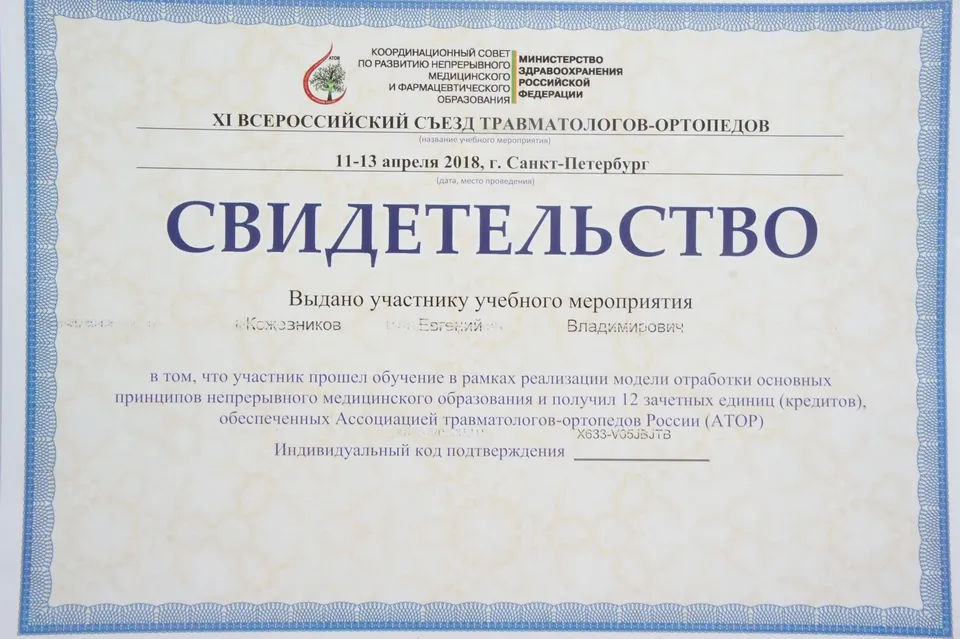 АТОР
КООРДИНАЦИОННЫЙ СОВЕТ
ПО РАЗВИТИЮ НЕПРЕРЫВНОГО
МЕДИЦИНСКОГО
И ФАРМАЦЕВТИЧЕСКОГО
ОБРАЗОВАНИЯ
МИНИСТЕРСТВО
ЗДРАВООХРАНЕНИЯ
РОССИЙСКОЙ
ФЕДЕРАЦИИ
XI ВСЕРОССИЙСКИЙ СЪЕЗД ТРАВМАТОЛОГОВ-ОРТОПЕДОВ
(название учебного мероприятия)
11-13 апреля 2018, г. Санкт-Петербург
(дата, место проведения)
СВИДЕТЕЛЬСТВО
Выдано участнику учебного мероприятия
Кожевников Евгений Владимирович
в том, что участник прошел обучение в рамках реализации модели отработки основных
принципов непрерывного медицинского образования и получил 12 зачетных единиц (кредитов),
обеспеченных Ассоциацией травматологов-ортопедов России (АТОР)
Индивидуальный код подтверждения